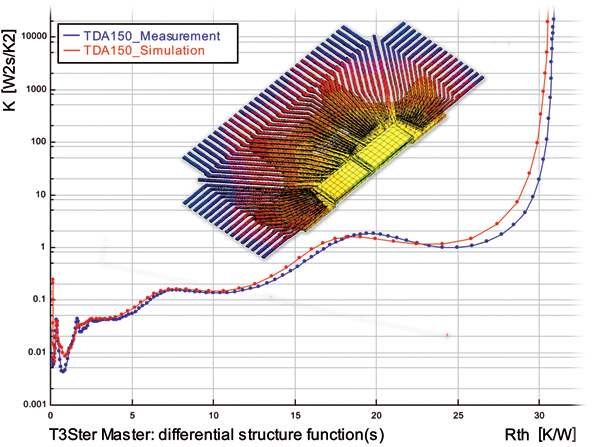 TDA150_Measurement
TDA150_Simulation
K [W2s/K2]
10000
1000
100
10
1
0.1
0.01
0.001
0 5 10 15 20 25 30
T3Ster Master: differential structure function(s) Rth [K/W]